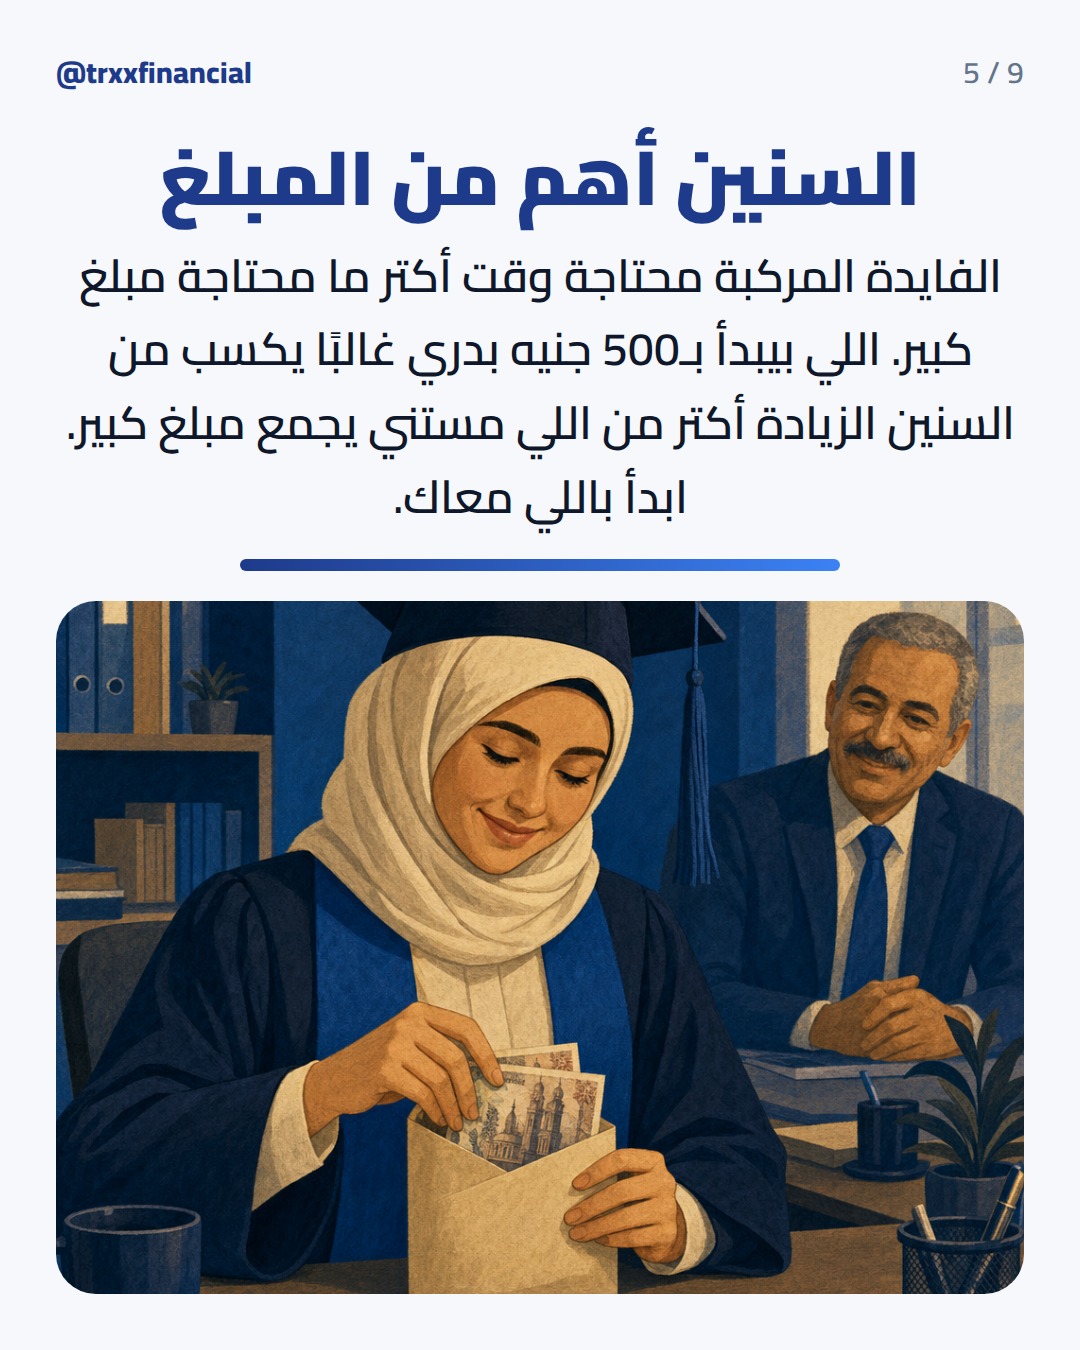 @trxxfinancial
5 / 9
السنين أهم من المبلغ
الفايدة المركبة محتاجة وقت أكتر ما محتاجة مبلغ
كبير. اللي بيبدأ بـ500 جنيه بدري غالبًا يكسب من
السنين الزيادة أكتر من اللي مستني يجمع مبلغ كبير.
ابدأ باللي معاك.